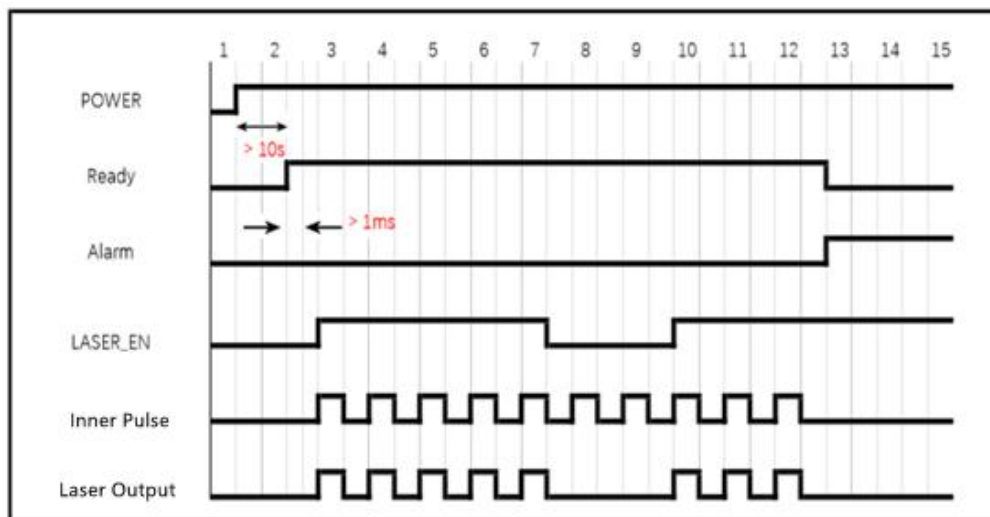 1 2 3 4 5 6 7 8 9 10 11 12 13 14 15
POWER
> 10s
Ready
> 1ms
Alarm
LASER_EN
Inner Pulse
Laser Output